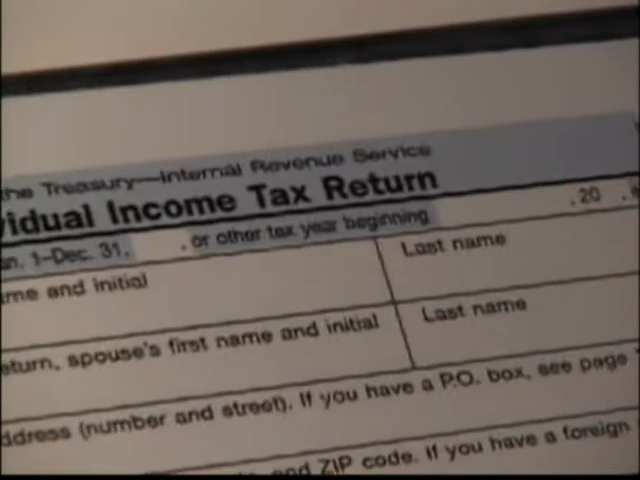 the Treasury—Internal Revenue Service
vidual Income Tax Return
n. 1–Dec. 31, , or other tax year beginning , 20 ,
me and initial Last name
eturn, spouse's first name and initial Last name
ddress (number and street). If you have a P.O. box, see page
and ZIP code. If you have a foreign